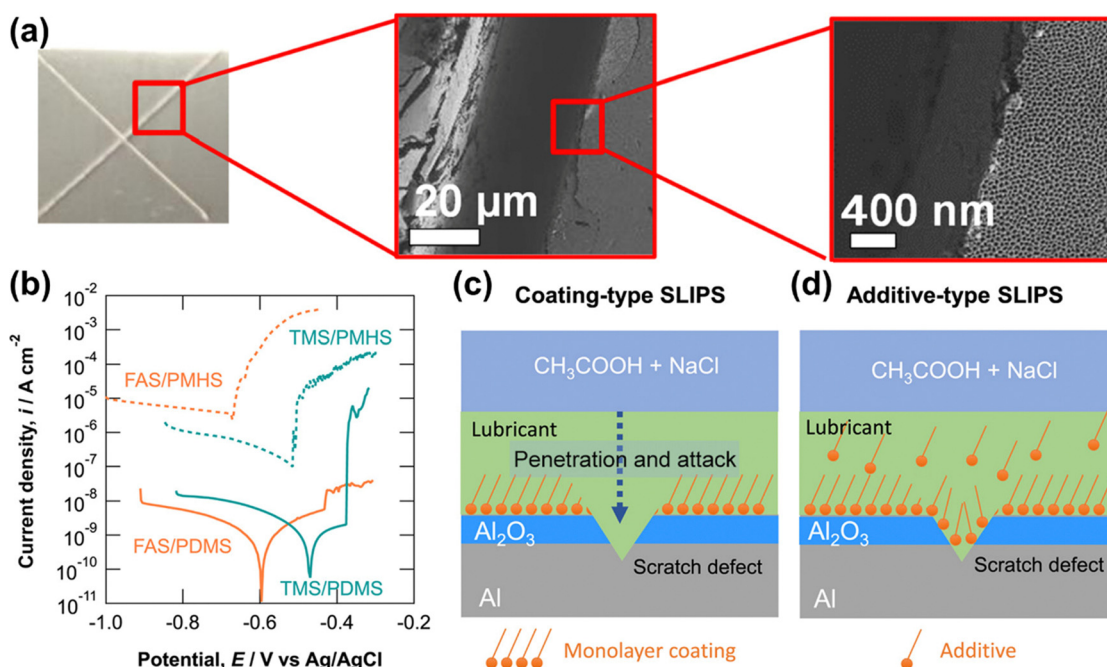 (a)
20 µm
400 nm
(b)
10⁻²
10⁻³
10⁻⁴
10⁻⁵
10⁻⁶
10⁻⁷
10⁻⁸
10⁻⁹
10⁻¹⁰
10⁻¹¹
Current density, i / A cm⁻²
TMS/PMHS
FAS/PMHS
FAS/PDMS
TMS/PDMS
-1.0 -0.8 -0.6 -0.4 -0.2
Potential, E / V vs Ag/AgCl
(c) Coating-type SLIPS
CH₃COOH + NaCl
Lubricant
Penetration and attack
Al₂O₃
Scratch defect
Al
Monolayer coating
(d) Additive-type SLIPS
CH₃COOH + NaCl
Lubricant
Al₂O₃
Scratch defect
Al
Additive